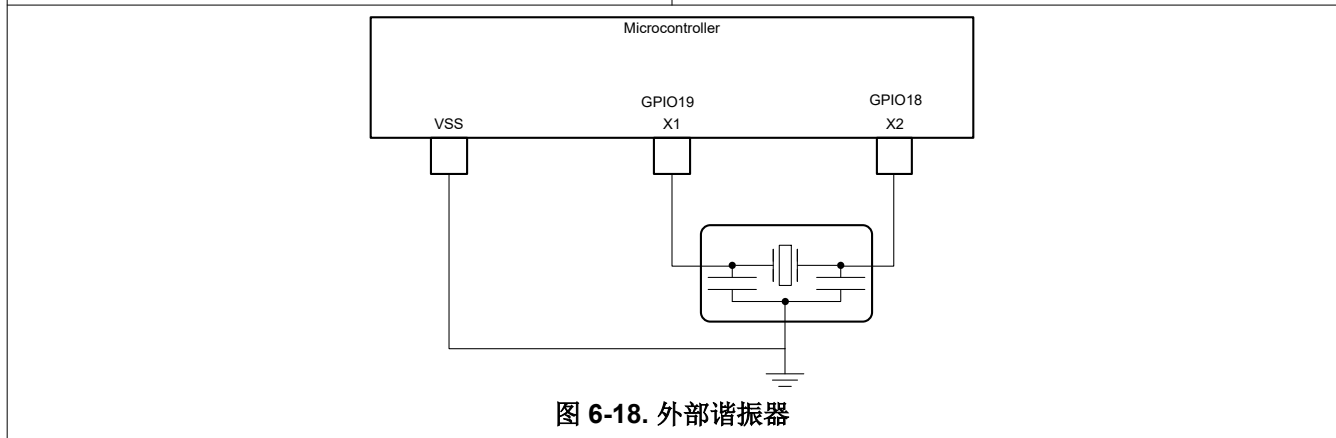 Microcontroller
GPIO19
GPIO18
VSS
X1
X2
图 6-18. 外部谐振器